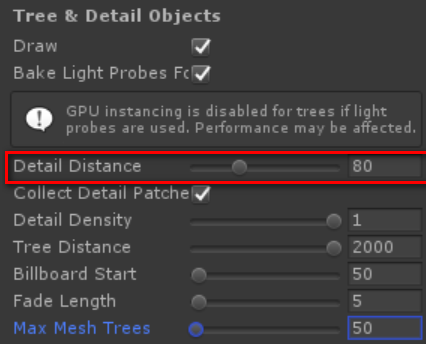 Tree & Detail Objects
Draw
Bake Light Probes Fo
GPU instancing is disabled for trees if light
probes are used. Performance may be affected.
Detail Distance 80
Collect Detail Patche
Detail Density 1
Tree Distance 2000
Billboard Start 50
Fade Length 5
Max Mesh Trees 50